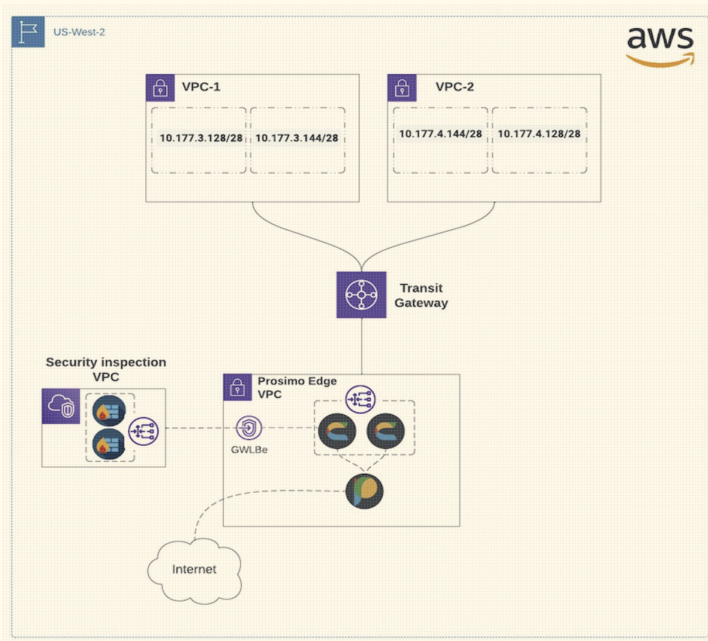 US-West-2
aws
VPC-1
VPC-2
10.177.3.128/28
10.177.3.144/28
10.177.4.144/28
10.177.4.128/28
Transit
Gateway
Security inspection
VPC
Prosimo Edge
VPC
GWLBe
Internet